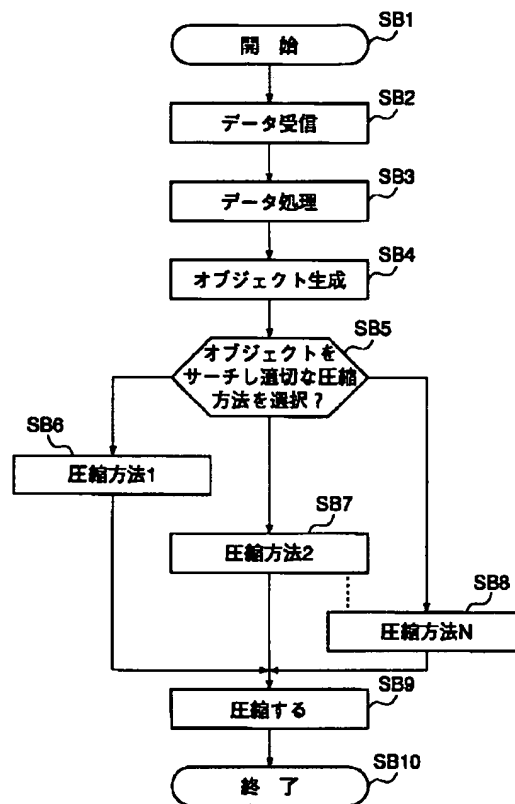 SB1
開 始
SB2
データ受信
SB3
データ処理
SB4
オブジェクト生成
SB5
オブジェクトを
サーチし適切な圧縮
方法を選択?
SB6
圧縮方法1
SB7
圧縮方法2
SB8
圧縮方法N
SB9
圧縮する
SB10
終 了